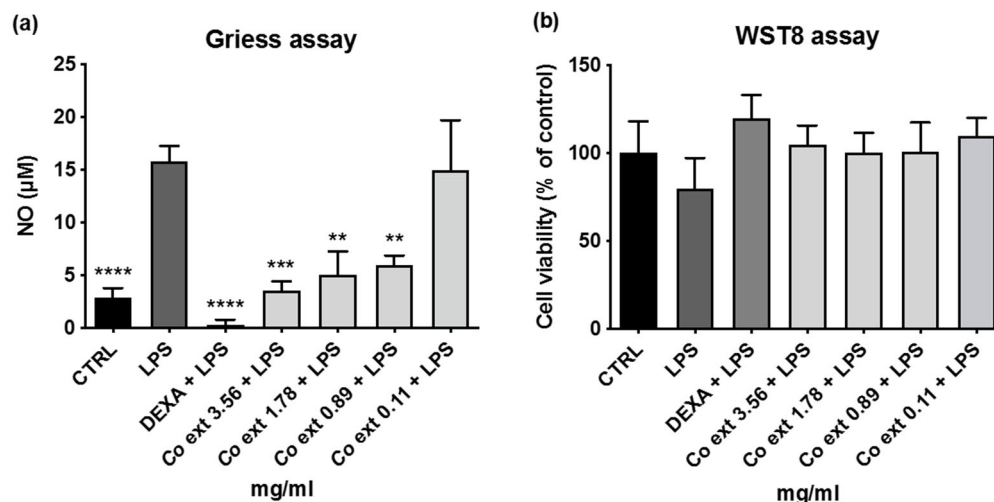 (a)
Griess assay
NO (µM)
25
20
15
10
5
0
****
****
***
**
**
CTRL
LPS
DEXA + LPS
Co ext 3.56 + LPS
Co ext 1.78 + LPS
Co ext 0.89 + LPS
Co ext 0.11 + LPS
mg/ml
(b)
WST8 assay
Cell viability (% of control)
150
100
50
0
CTRL
LPS
DEXA + LPS
Co ext 3.56 + LPS
Co ext 1.78 + LPS
Co ext 0.89 + LPS
Co ext 0.11 + LPS
mg/ml